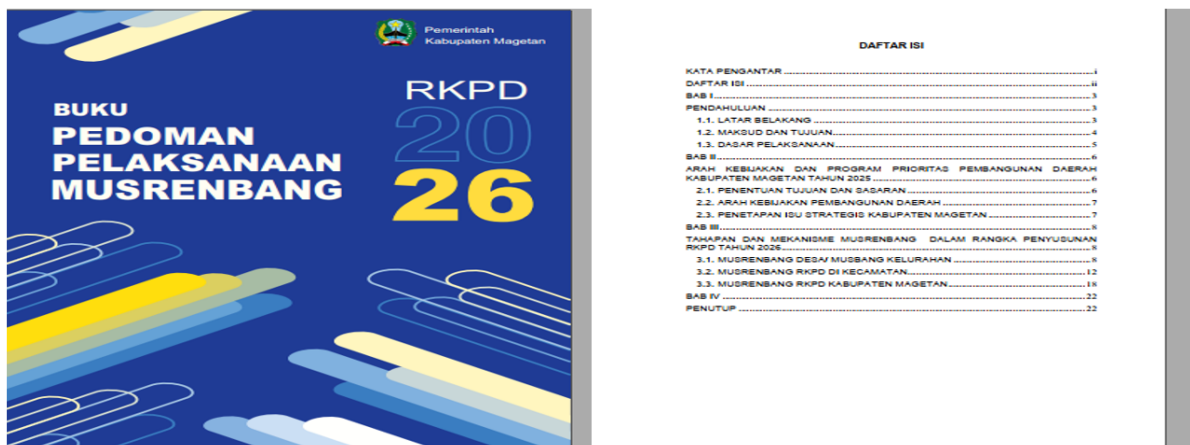 Pemerintah
Kabupaten Magetan
RKPD
2026
BUKU
PEDOMAN
PELAKSANAAN
MUSRENBANG
DAFTAR ISI
KATA PENGANTAR ... i
DAFTAR ISI ... ii
BAB I ... 3
PENDAHULUAN ... 3
1.1. LATAR BELAKANG ... 3
1.2. MAKSUD DAN TUJUAN ... 4
1.3. DASAR PELAKSANAAN ... 5
BAB II ... 6
ARAH KEBIJAKAN DAN PROGRAM PRIORITAS PEMBANGUNAN DAERAH
KABUPATEN MAGETAN TAHUN 2025 ... 6
2.1. PENENTUAN TUJUAN DAN SASARAN ... 6
2.2. ARAH KEBIJAKAN PEMBANGUNAN DAERAH ... 7
2.3. PENETAPAN ISU STRATEGIS KABUPATEN MAGETAN ... 7
BAB III ... 8
TAHAPAN DAN MEKANISME MUSRENBANG DALAM RANGKA PENYUSUNAN
RKPD TAHUN 2026 ... 8
3.1. MUSRENBANG DESA/ MUSBANG KELURAHAN ... 8
3.2. MUSRENBANG RKPD DI KECAMATAN ... 12
3.3. MUSRENBANG RKPD KABUPATEN MAGETAN ... 18
BAB IV ... 22
PENUTUP ... 22